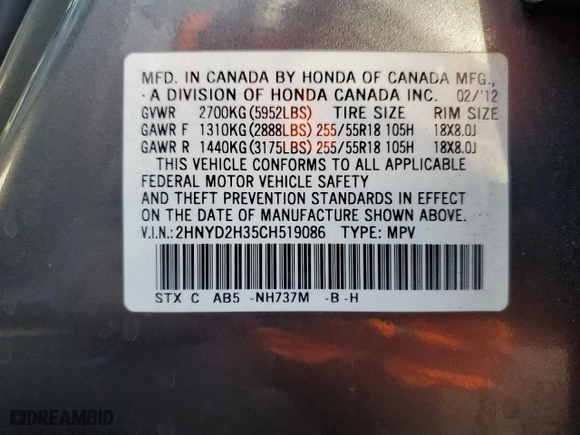 MFD. IN CANADA BY HONDA OF CANADA MFG.,
A DIVISION OF HONDA CANADA INC. 02/'12
GVWR 2700KG(5952LBS) TIRE SIZE RIM SIZE
GAWR F 1310KG(2888LBS) 255/55R18 105H 18X8.0J
GAWR R 1440KG(3175LBS) 255/55R18 105H 18X8.0J
THIS VEHICLE CONFORMS TO ALL APPLICABLE
FEDERAL MOTOR VEHICLE SAFETY
AND THEFT PREVENTION STANDARDS IN EFFECT
ON THE DATE OF MANUFACTURE SHOWN ABOVE.
V.I.N.:2HNYD2H35CH519086 TYPE: MPV
STX C AB5 -NH737M -B -H
DREAMBID